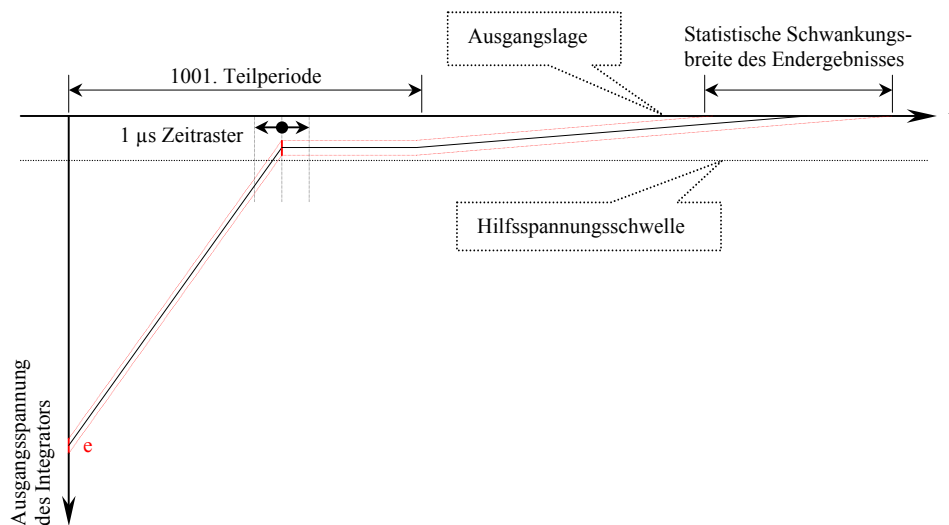 Ausgangslage
Statistische Schwankungs-
breite des Endergebnisses
1001. Teilperiode
1 µs Zeitraster
Hilfsspannungsschwelle
Ausgangsspannung
des Integrators
e